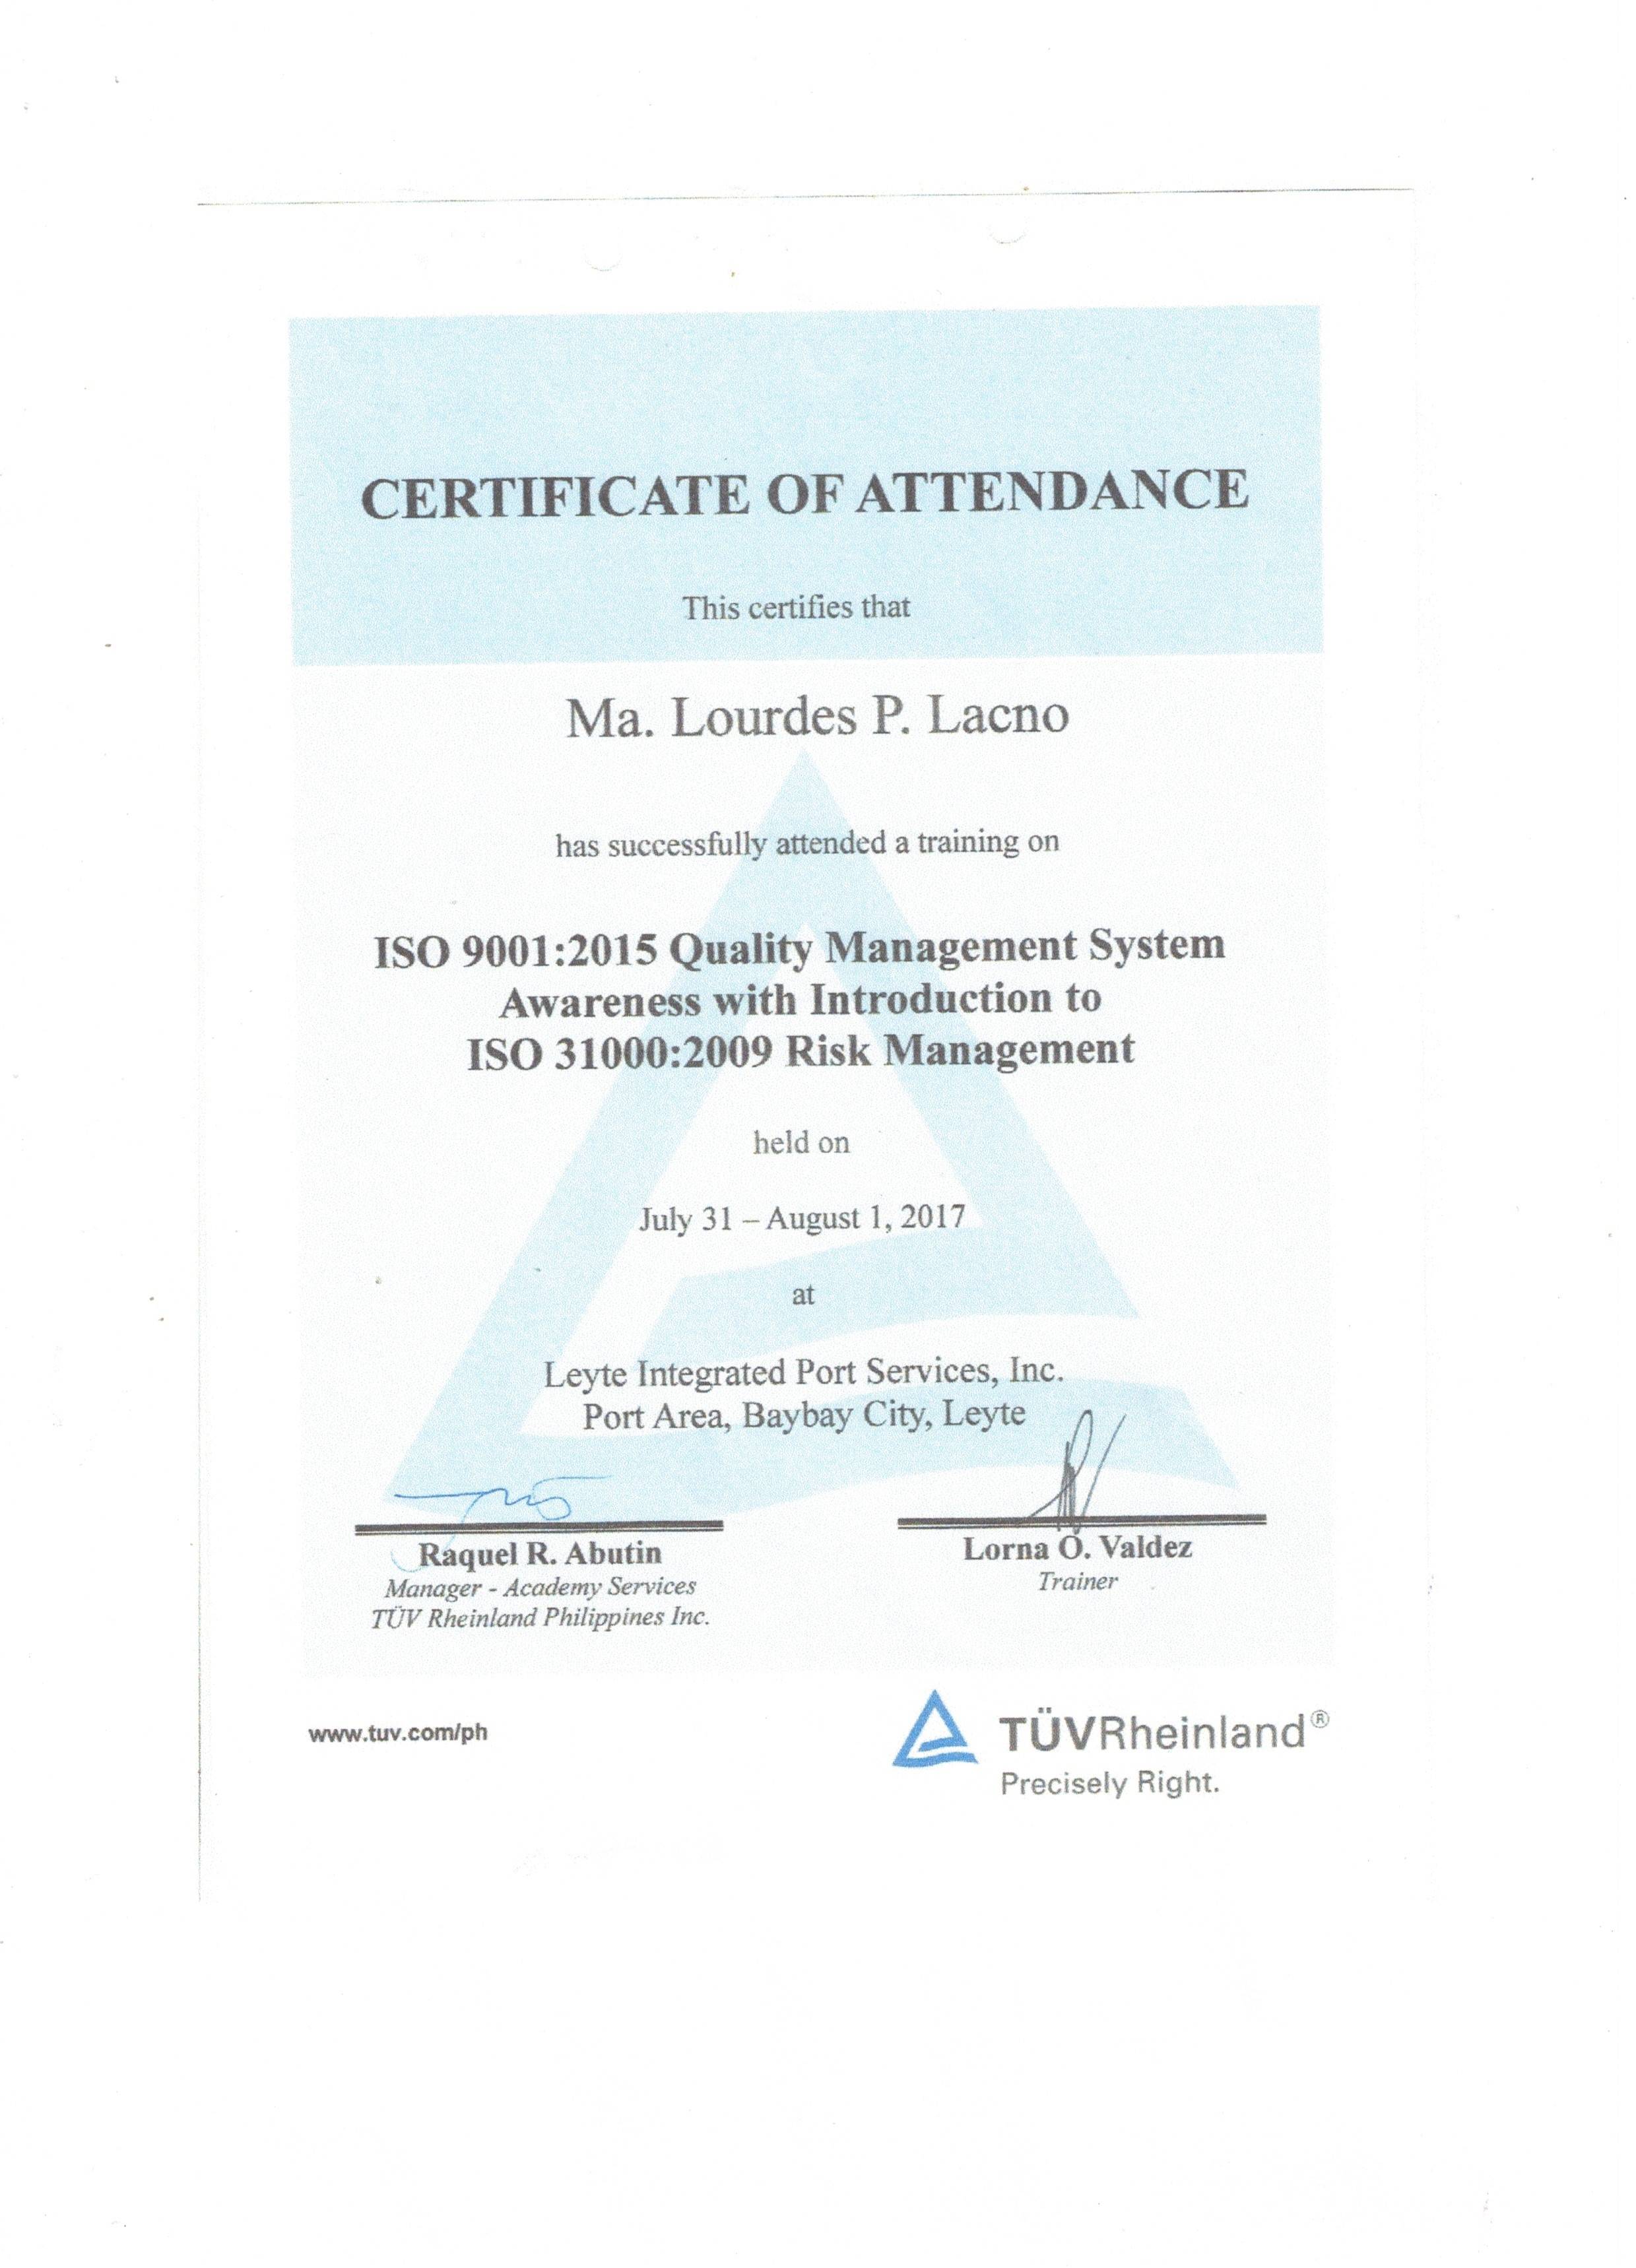 CERTIFICATE OF ATTENDANCE
This certifies that
Ma. Lourdes P. Lacno
has successfully attended a training on
ISO 9001:2015 Quality Management System
Awareness with Introduction to
ISO 31000:2009 Risk Management
held on
July 31 – August 1, 2017
at
Leyte Integrated Port Services, Inc.
Port Area, Baybay City, Leyte
Raquel R. Abutin
Manager - Academy Services
TÜV Rheinland Philippines Inc.
Lorna O. Valdez
Trainer
www.tuv.com/ph
TÜVRheinland®
Precisely Right.